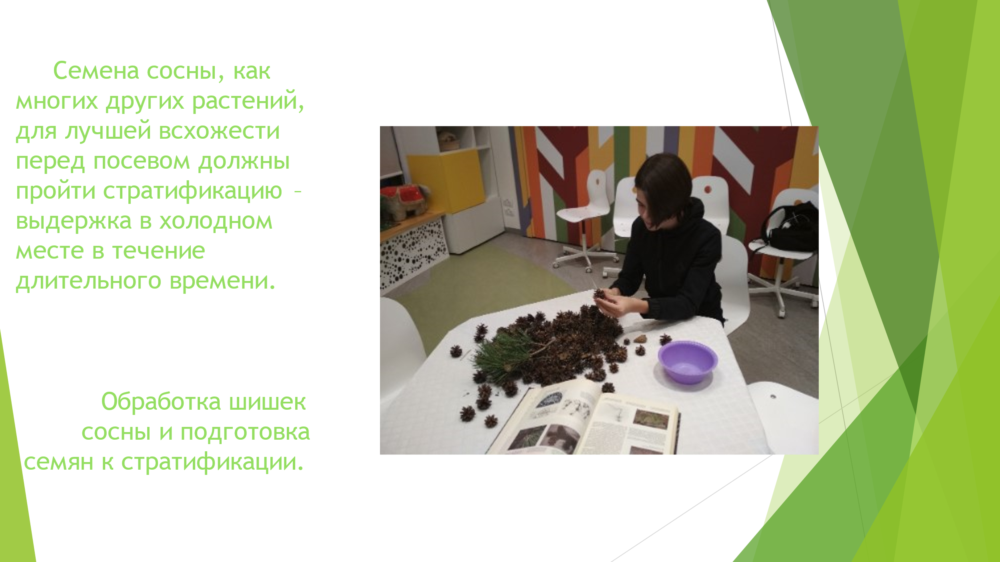 Семена сосны, как
многих других растений,
для лучшей всхожести
перед посевом должны
пройти стратификацию –
выдержка в холодном
месте в течение
длительного времени.
Обработка шишек
сосны и подготовка
семян к стратификации.